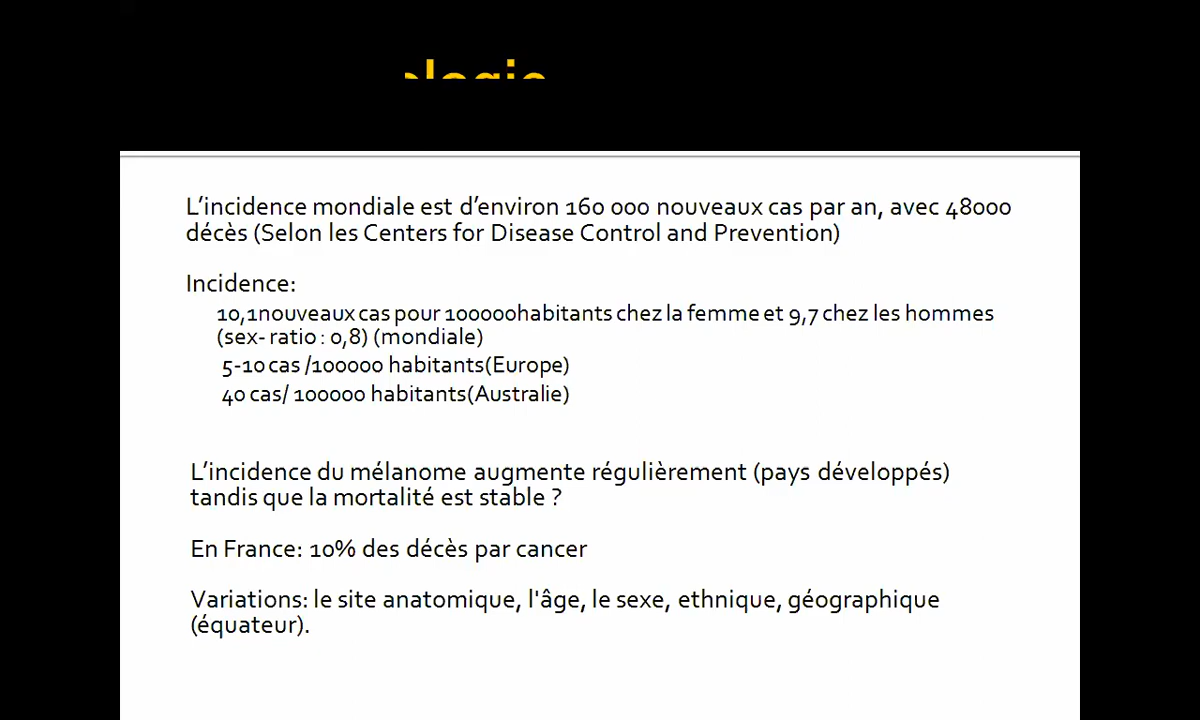 L’incidence mondiale est d’environ 160 000 nouveaux cas par an, avec 48000
décès (Selon les Centers for Disease Control and Prevention)
Incidence:
10,1nouveaux cas pour 100000habitants chez la femme et 9,7 chez les hommes
(sex- ratio : 0,8) (mondiale)
5-10 cas /100000 habitants(Europe)
40 cas/ 100000 habitants(Australie)
L’incidence du mélanome augmente régulièrement (pays développés)
tandis que la mortalité est stable ?
En France: 10% des décès par cancer
Variations: le site anatomique, l'âge, le sexe, ethnique, géographique
(équateur).